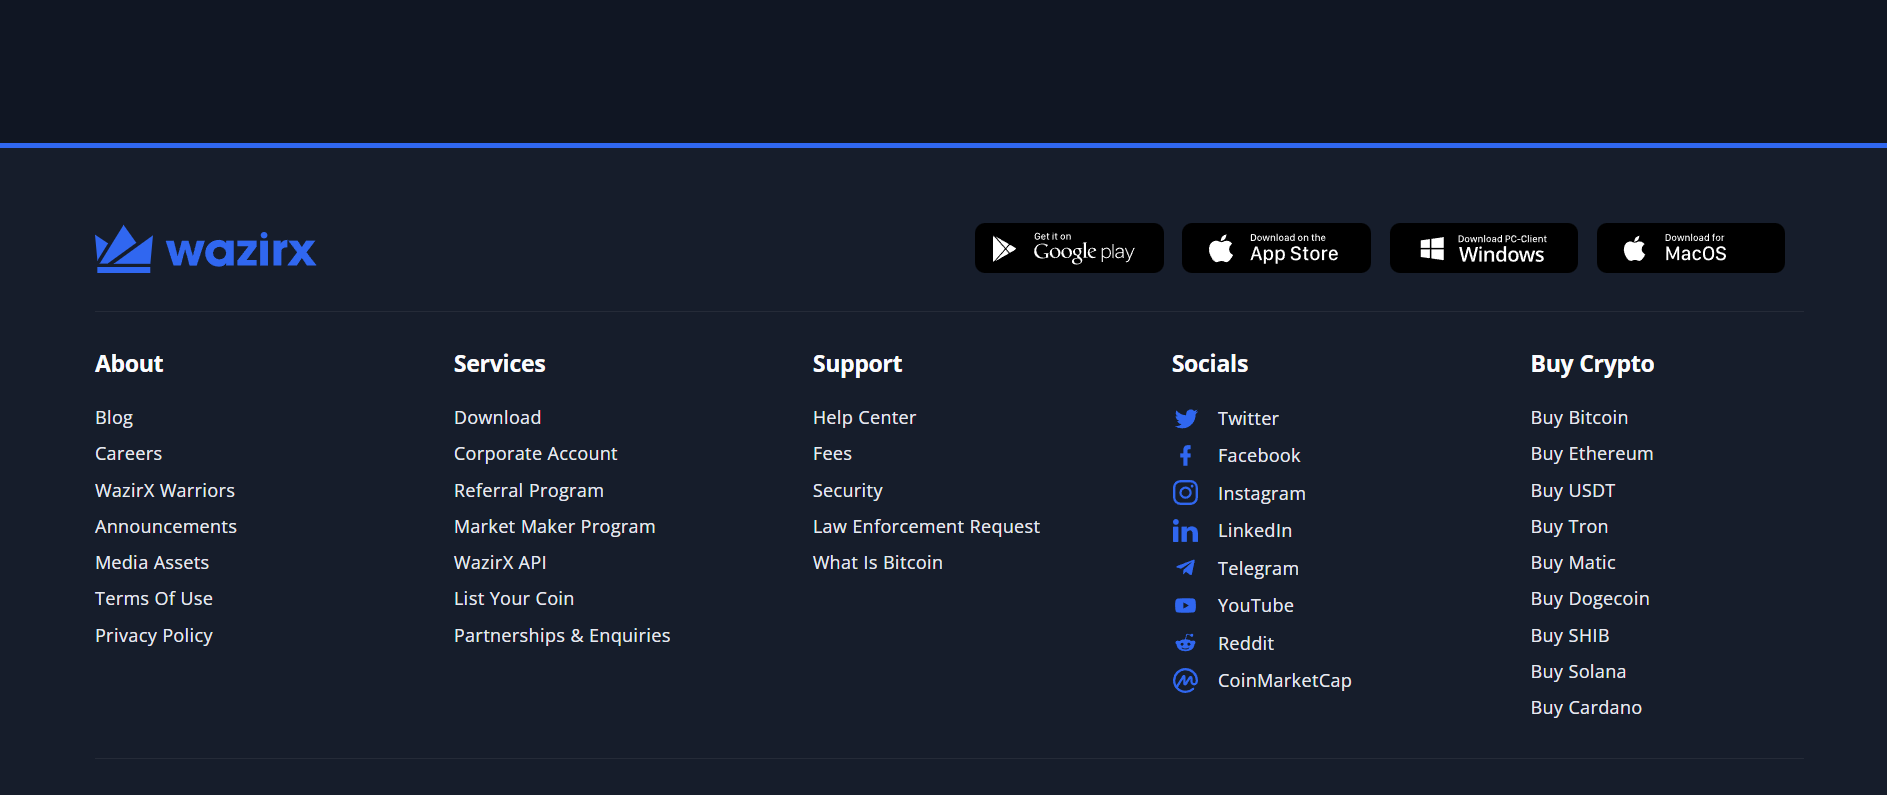 wazirx
Get it on
Google play
Download on the
App Store
Download PC-Client
Windows
Download for
MacOS
About
Blog
Careers
WazirX Warriors
Announcements
Media Assets
Terms Of Use
Privacy Policy
Services
Download
Corporate Account
Referral Program
Market Maker Program
WazirX API
List Your Coin
Partnerships & Enquiries
Support
Help Center
Fees
Security
Law Enforcement Request
What Is Bitcoin
Socials
Twitter
Facebook
Instagram
LinkedIn
Telegram
YouTube
Reddit
CoinMarketCap
Buy Crypto
Buy Bitcoin
Buy Ethereum
Buy USDT
Buy Tron
Buy Matic
Buy Dogecoin
Buy SHIB
Buy Solana
Buy Cardano